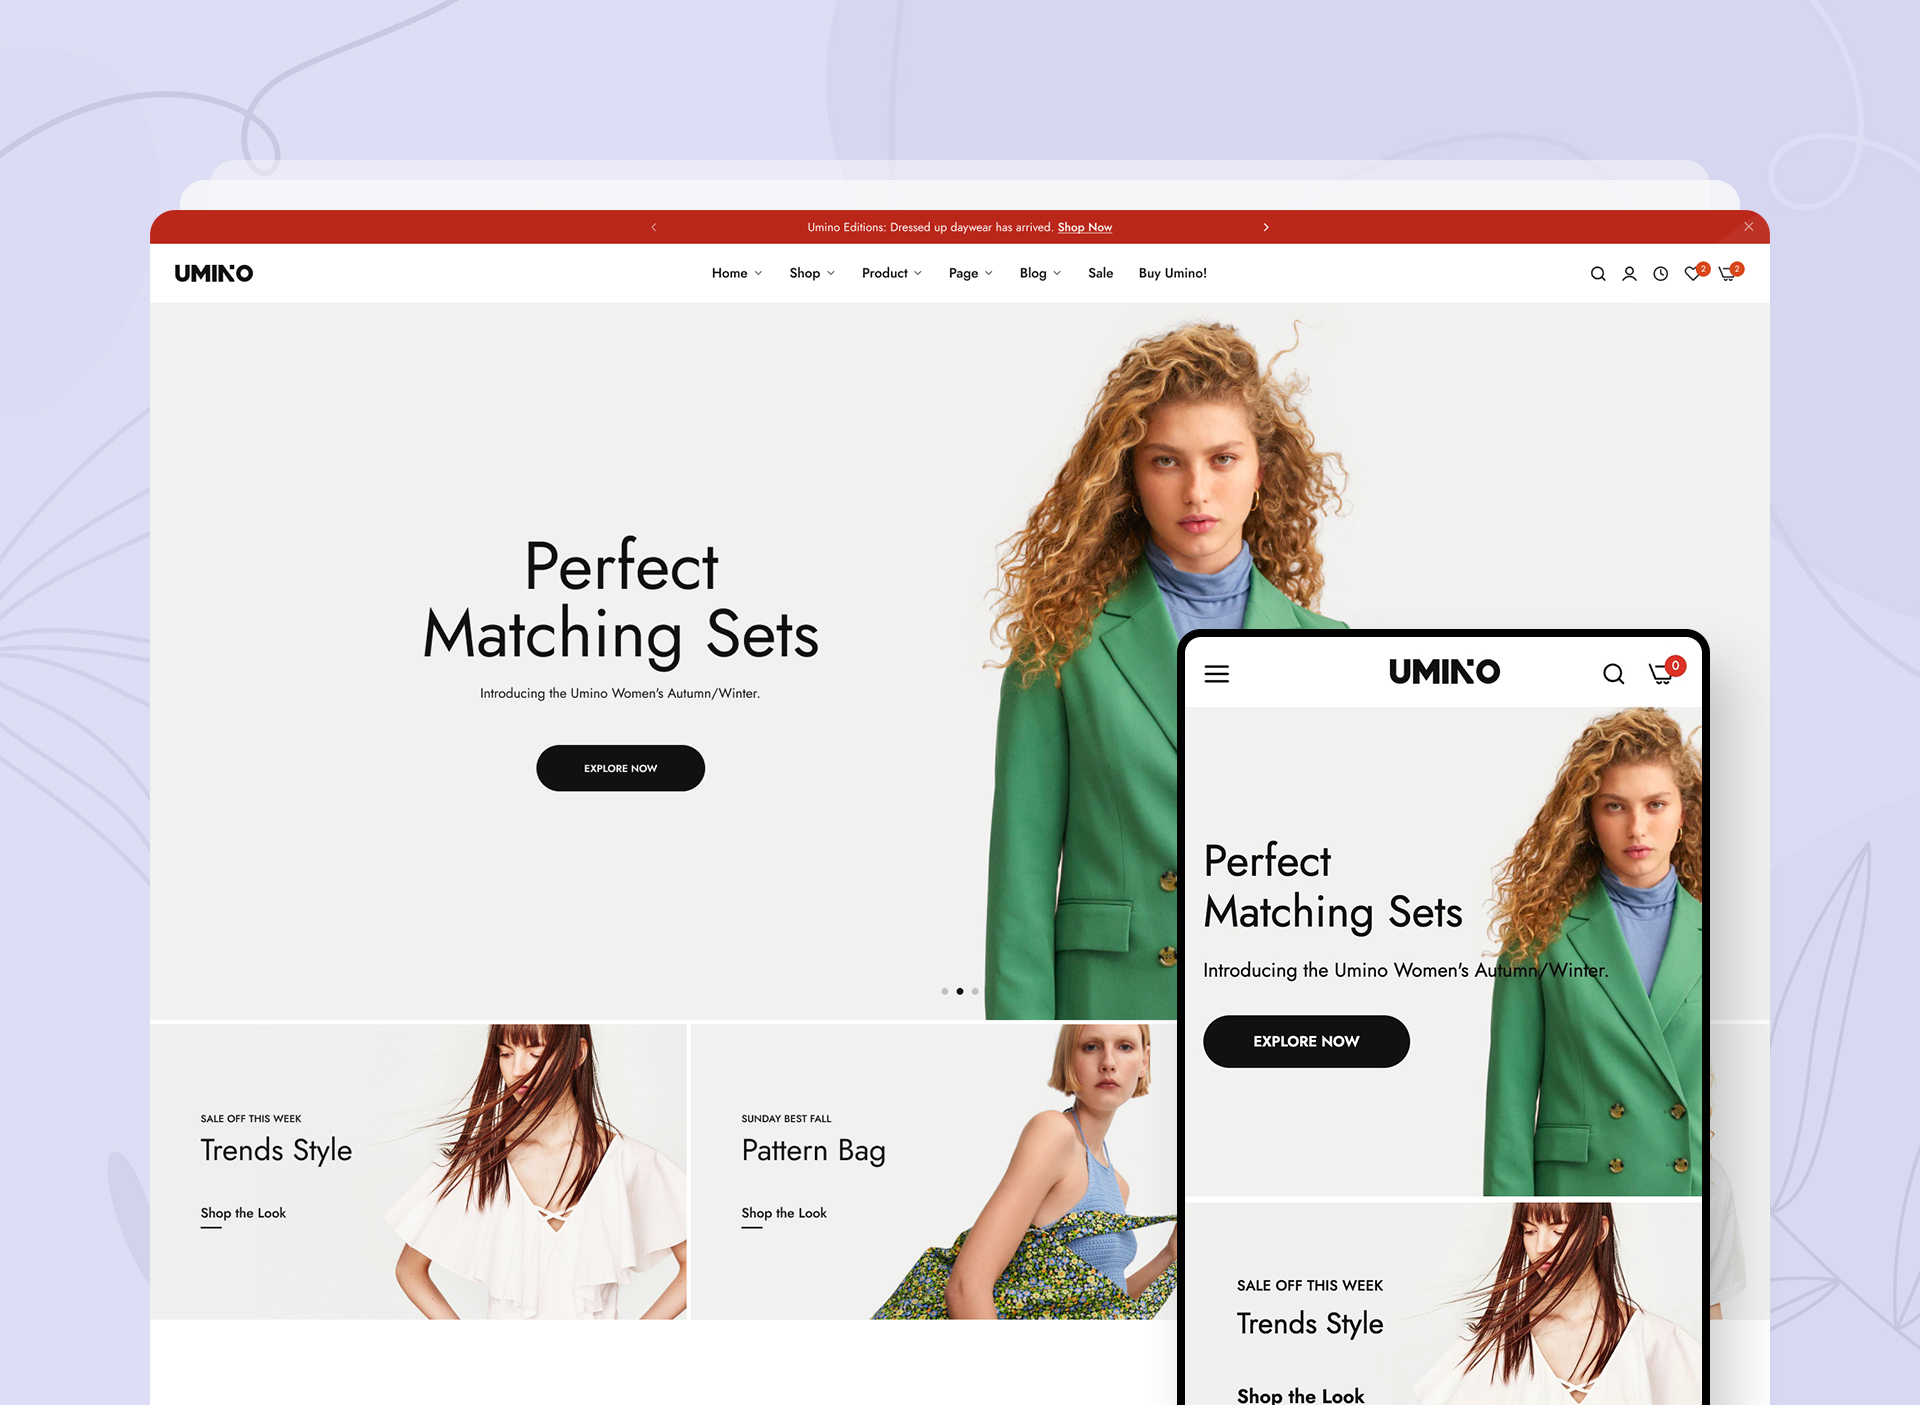 Umino Editions: Dressed up daywear has arrived. Shop Now
UMINO
Home Shop Product Page Blog Sale Buy Umino!
2 2
Perfect
Matching Sets
Introducing the Umino Women's Autumn/Winter.
EXPLORE NOW
SALE OFF THIS WEEK
Trends Style
Shop the Look
SUNDAY BEST FALL
Pattern Bag
Shop the Look
UMINO
0
Perfect
Matching Sets
Introducing the Umino Women's Autumn/Winter.
EXPLORE NOW
SALE OFF THIS WEEK
Trends Style
Shop the Look